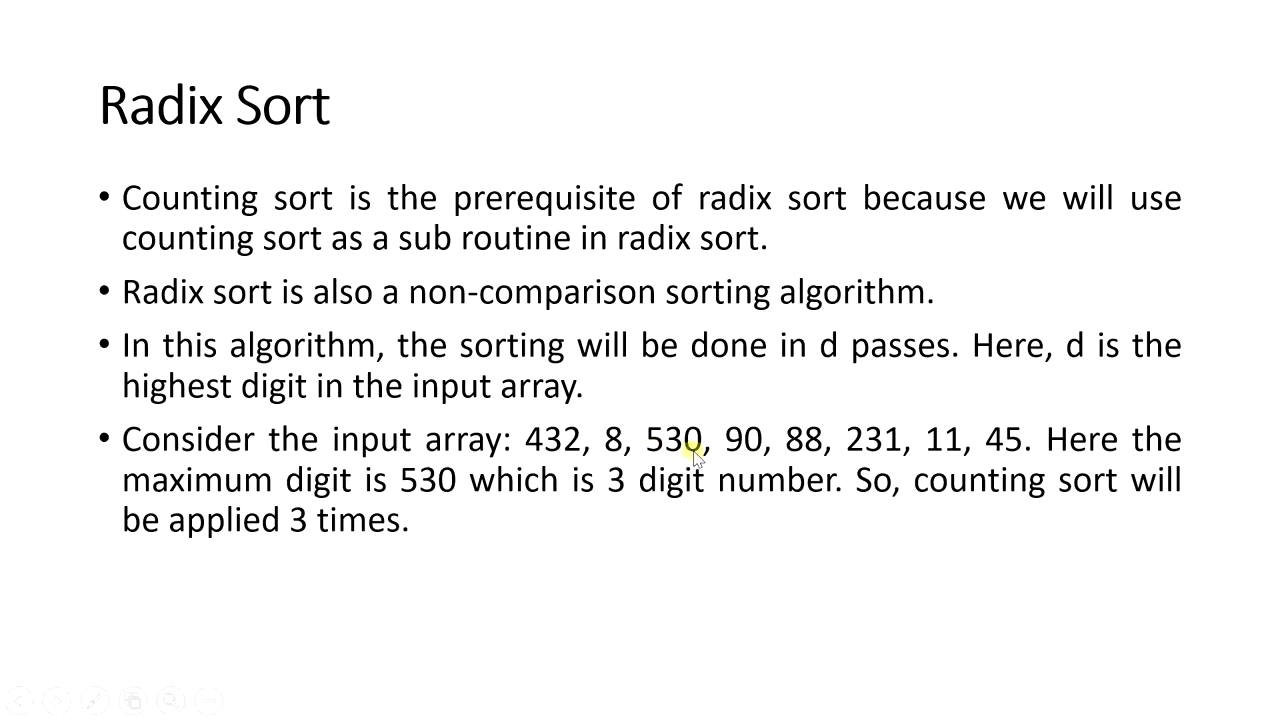 Radix Sort
• Counting sort is the prerequisite of radix sort because we will use
counting sort as a sub routine in radix sort.
• Radix sort is also a non-comparison sorting algorithm.
• In this algorithm, the sorting will be done in d passes. Here, d is the
highest digit in the input array.
• Consider the input array: 432, 8, 530, 90, 88, 231, 11, 45. Here the
maximum digit is 530 which is 3 digit number. So, counting sort will
be applied 3 times.